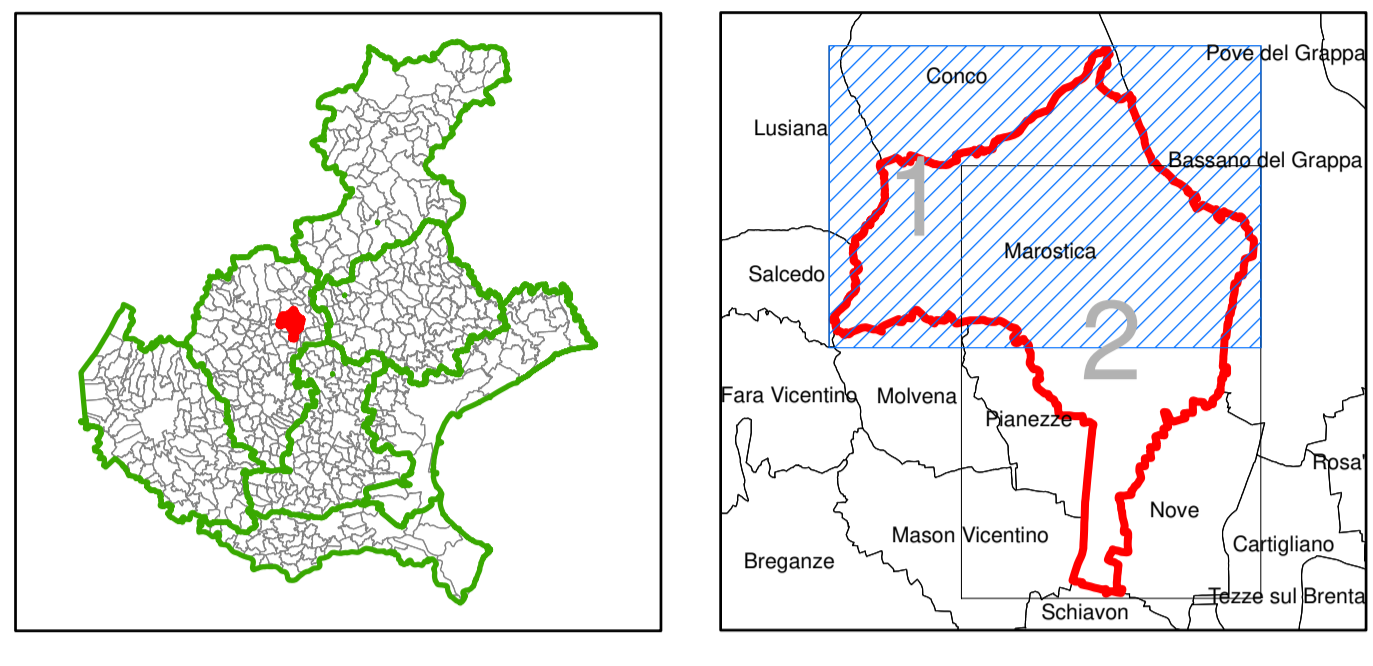 Pove del Grappa
Conco
Lusiana
Bassano del Grappa
1
Marostica
Salcedo
2
Fara Vicentino
Molvena
Pianezze
Rosa'
Nove
Mason Vicentino
Cartigliano
Breganze
Tezze sul Brenta
Schiavon